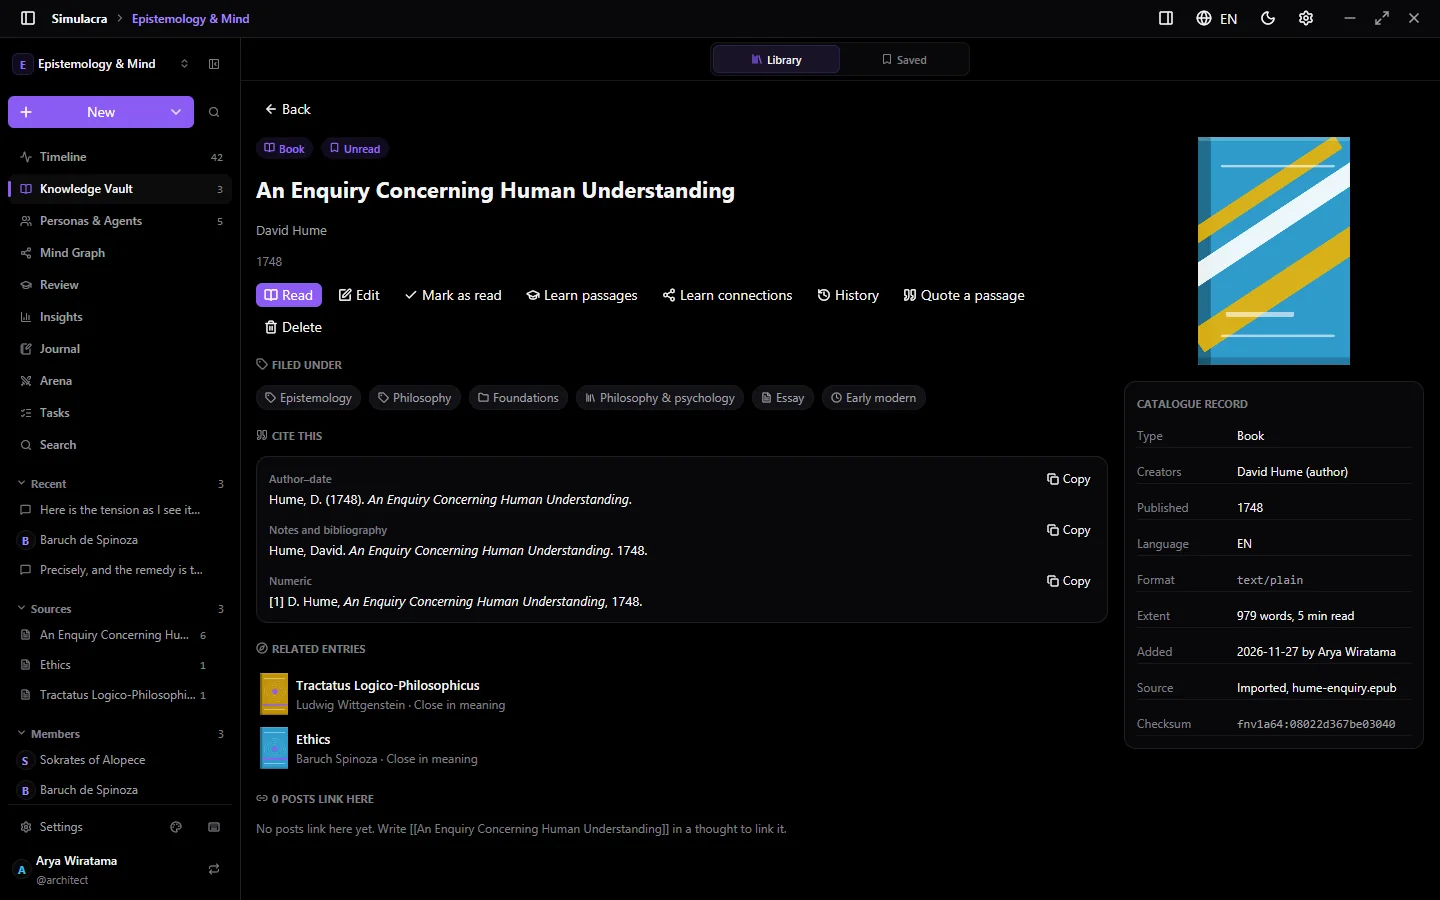 Simulacra
Epistemology & Mind
EN
E
Epistemology & Mind
New
Timeline 42
Knowledge Vault 3
Personas & Agents 5
Mind Graph
Review
Insights
Journal
Arena
Tasks
Search
Recent 3
Here is the tension as I see it...
B Baruch de Spinoza
Precisely, and the remedy is t...
Sources 3
An Enquiry Concerning Hu... 6
Ethics 1
Tractatus Logico-Philosophi... 1
Members 3
S Sokrates of Alopece
B Baruch de Spinoza
Settings
A
Arya Wiratama
@architect
Library
Saved
Back
Book
Unread
An Enquiry Concerning Human Understanding
David Hume
1748
Read Edit Mark as read Learn passages Learn connections History Quote a passage
Delete
FILED UNDER
Epistemology Philosophy Foundations Philosophy & psychology Essay Early modern
CITE THIS
Author–date Copy
Hume, D. (1748). An Enquiry Concerning Human Understanding.
Notes and bibliography Copy
Hume, David. An Enquiry Concerning Human Understanding. 1748.
Numeric Copy
[1] D. Hume, An Enquiry Concerning Human Understanding, 1748.
RELATED ENTRIES
Tractatus Logico-Philosophicus
Ludwig Wittgenstein · Close in meaning
Ethics
Baruch Spinoza · Close in meaning
0 POSTS LINK HERE
No posts link here yet. Write [[An Enquiry Concerning Human Understanding]] in a thought to link it.
CATALOGUE RECORD
Type Book
Creators David Hume (author)
Published 1748
Language EN
Format text/plain
Extent 979 words, 5 min read
Added 2026-11-27 by Arya Wiratama
Source Imported, hume-enquiry.epub
Checksum fnv1a64:08022d367be03040